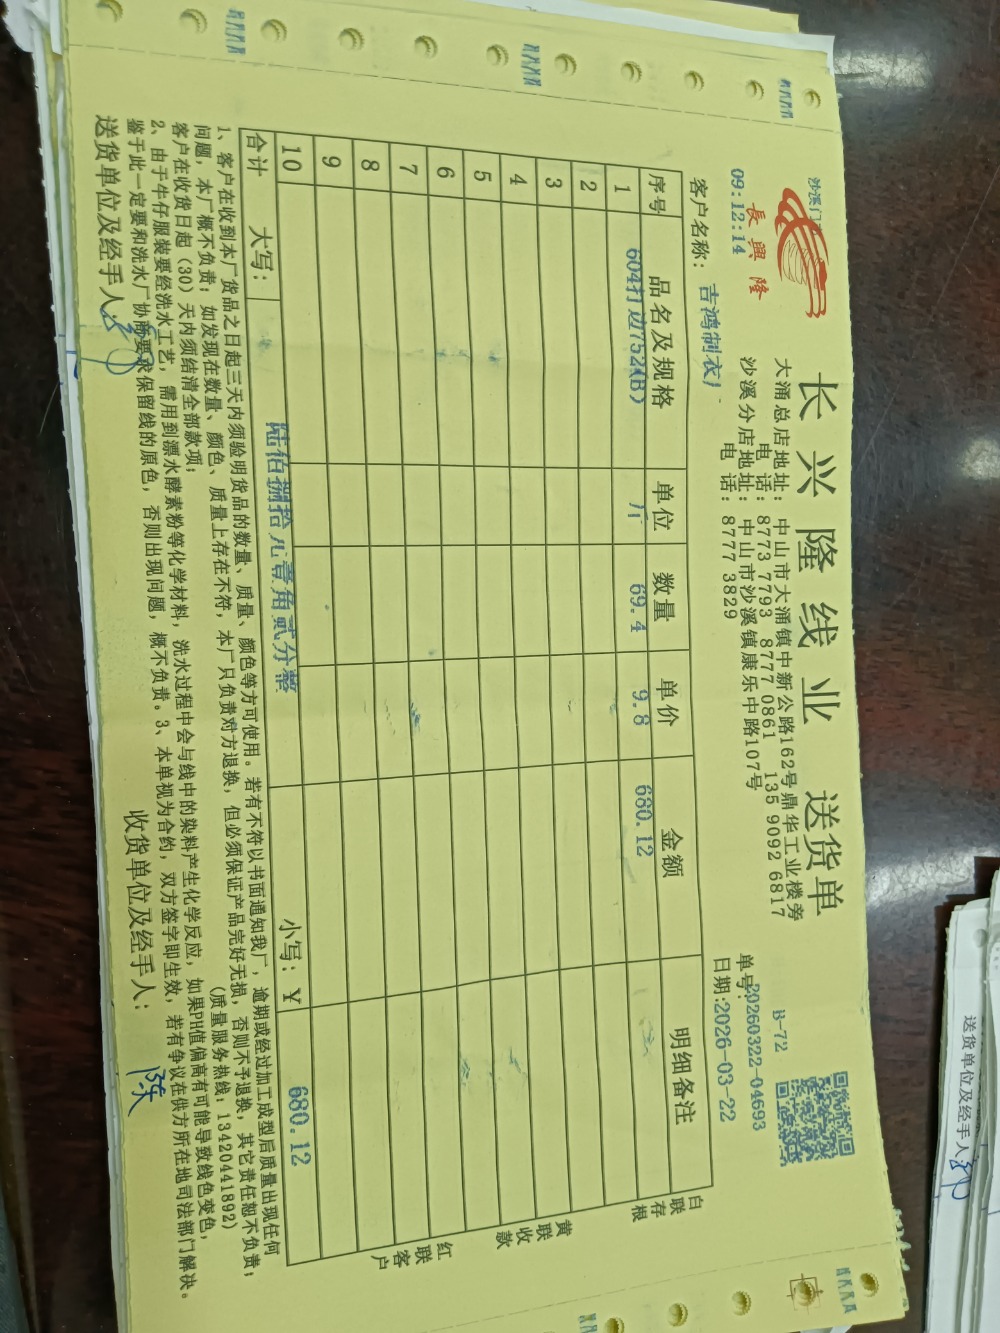 長興隆
09:12:14
长兴隆线业 送货单
大涌总店地址: 中山市大涌镇中新公路162号鼎华工业楼旁
电话: 8773 7793 8777 0861 135 9092 6817
沙溪分店地址: 中山市沙溪镇康乐中路107号
电话: 8777 3829
B-72
单号:20260322-04693
日期:2026-03-22
客户名称: 吉鸿制衣
序号 品名及规格 单位 数量 单价 金额 明细备注
1 604打边752(B) 斤 69.4 9.8 680.12
2
3
4
5
6
7
8
9
10
合计 大写: 陆佰捌拾元壹角贰分整 小写: ¥ 680.12
白联存根
黄联收款
红联客户
1、客户在收到本厂货品之日起三天内须验明货品的数量、质量、颜色等方可使用。若有不符以书面通知我厂,逾期或经过加工成型后质量出现任何
问题,本厂概不负责;如发现在数量、颜色、质量上存在不符,本厂只负责对方退换,但必须保证产品完好无损,否则不予退换,其它责任恕不负责;
客户在收货日起(30)天内须结清全部款项; (质量服务热线:13420441892)
2、由于牛仔服装要经洗水工艺,需用到漂水酵素粉等化学材料,洗水过程中会与线中的染料产生化学反应,如果PH值偏高有可能导致线色变色,
鉴于此一定要和洗水厂协商要求保留线的原色,否则出现问题,概不负责。3、本单视为合约,双方签字即生效,若有争议在供方所在地司法部门解决。
送货单位及经手人: 收货单位及经手人:
送货单位及经手人